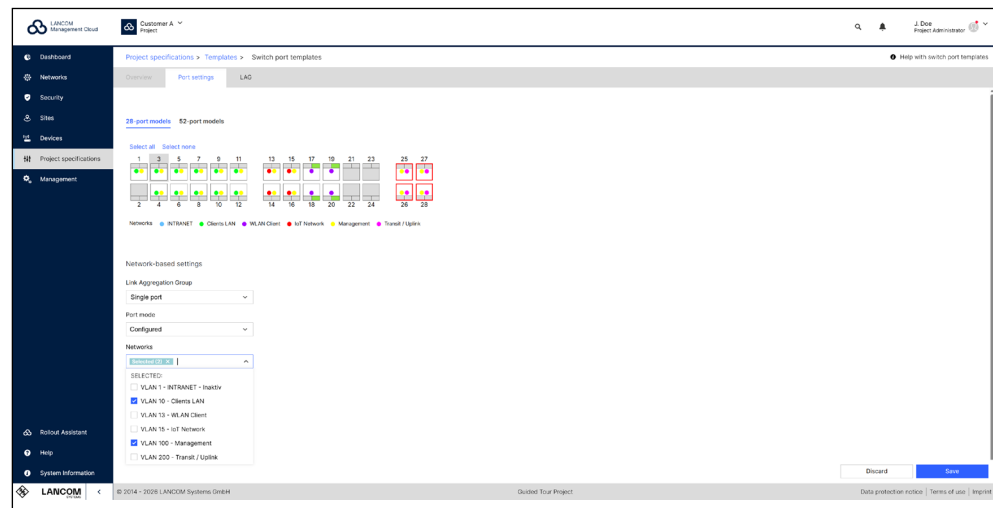 LANCOM
Management Cloud
Customer A
Project
J. Doe
Project Administrator
Dashboard
Networks
Security
Sites
Devices
Project specifications
Management
Rollout Assistant
Help
System Information
LANCOM
SYSTEMS
Project specifications > Templates > Switch port templates
Help with switch port templates
Overview Port settings LAG
28-port models 52-port models
Select all Select none
1 3 5 7 9 11 13 15 17 19 21 23 25 27
2 4 6 8 10 12 14 16 18 20 22 24 26 28
Networks INTRANET Clients LAN WLAN Client IoT Network Management Transit / Uplink
Network-based settings
Link Aggregation Group
Single port
Port mode
Configured
Networks
Selected (2) ×
SELECTED:
VLAN 1 - INTRANET - Inaktiv
VLAN 10 - Clients LAN
VLAN 13 - WLAN Client
VLAN 15 - IoT Network
VLAN 100 - Management
VLAN 200 - Transit / Uplink
Discard Save
© 2014 - 2026 LANCOM Systems GmbH Guided Tour Project Data protection notice | Terms of use | Imprint